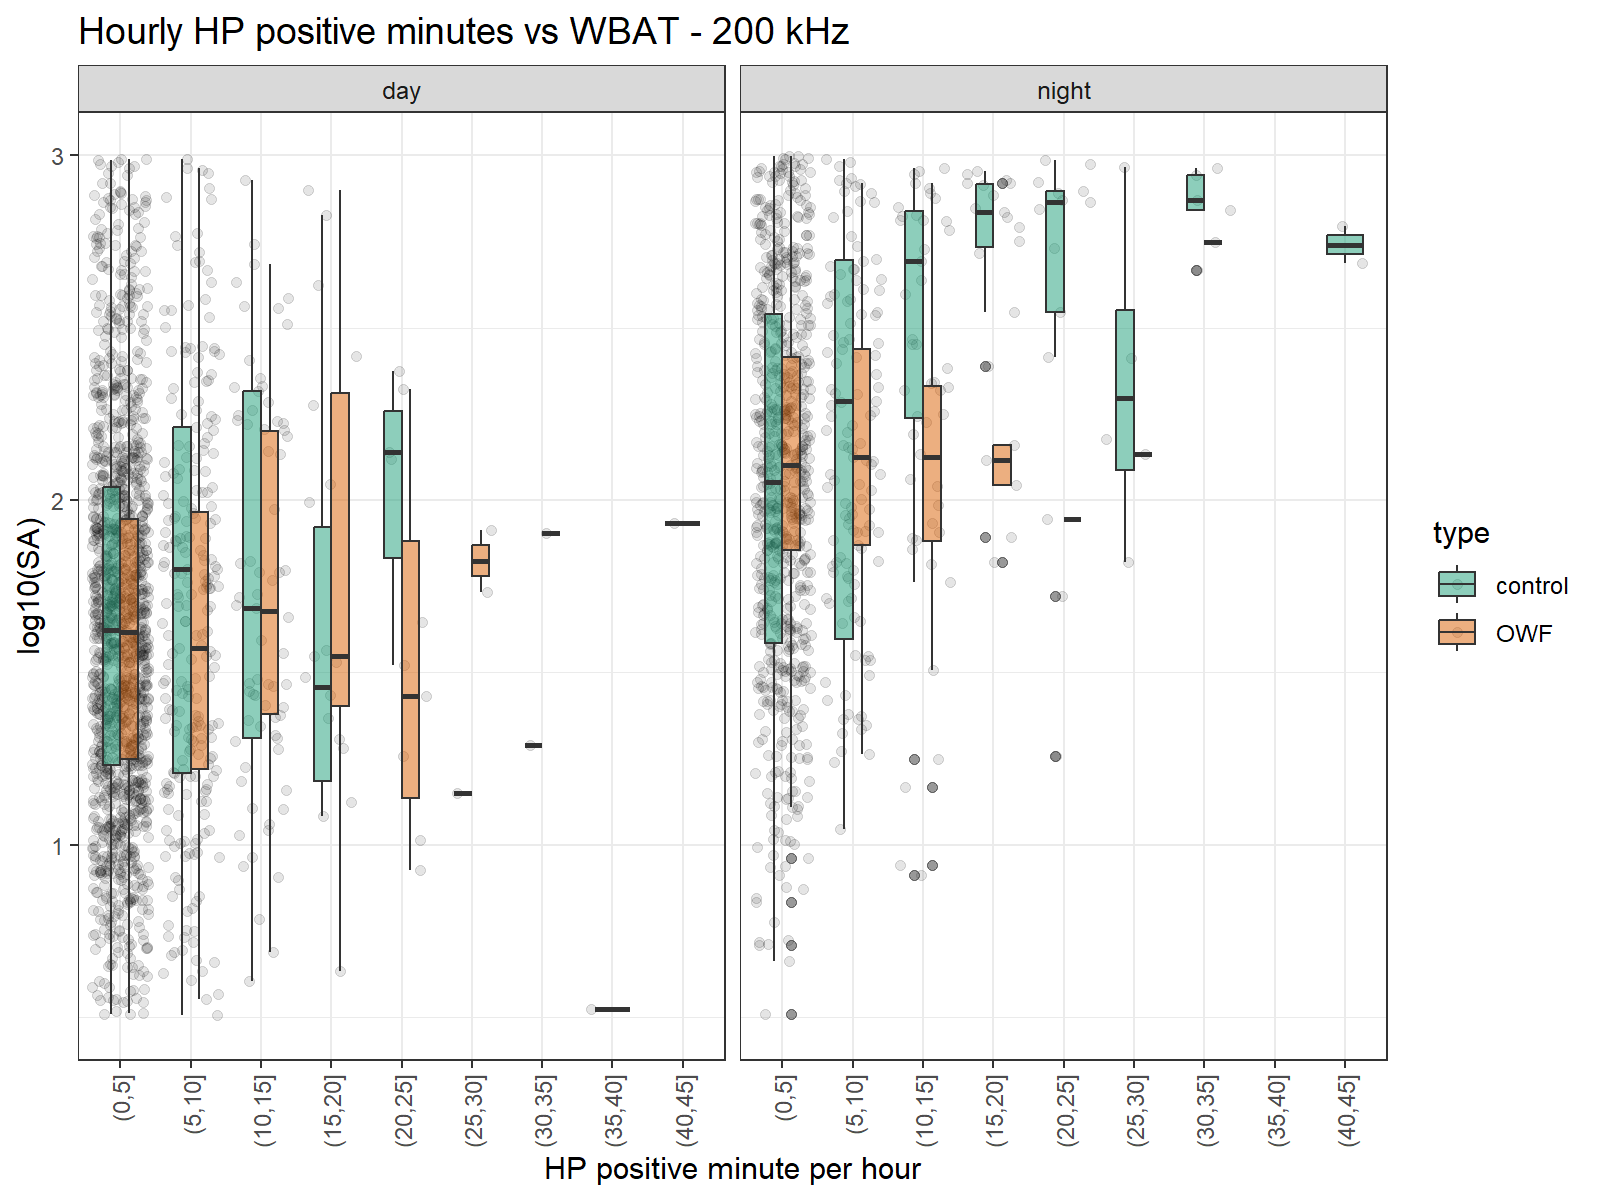 Hourly HP positive minutes vs WBAT - 200 kHz
day
night
log10(SA)
3
2
1
(0,5]
(5,10]
(10,15]
(15,20]
(20,25]
(25,30]
(30,35]
(35,40]
(40,45]
(0,5]
(5,10]
(10,15]
(15,20]
(20,25]
(25,30]
(30,35]
(35,40]
(40,45]
HP positive minute per hour
type
control
OWF